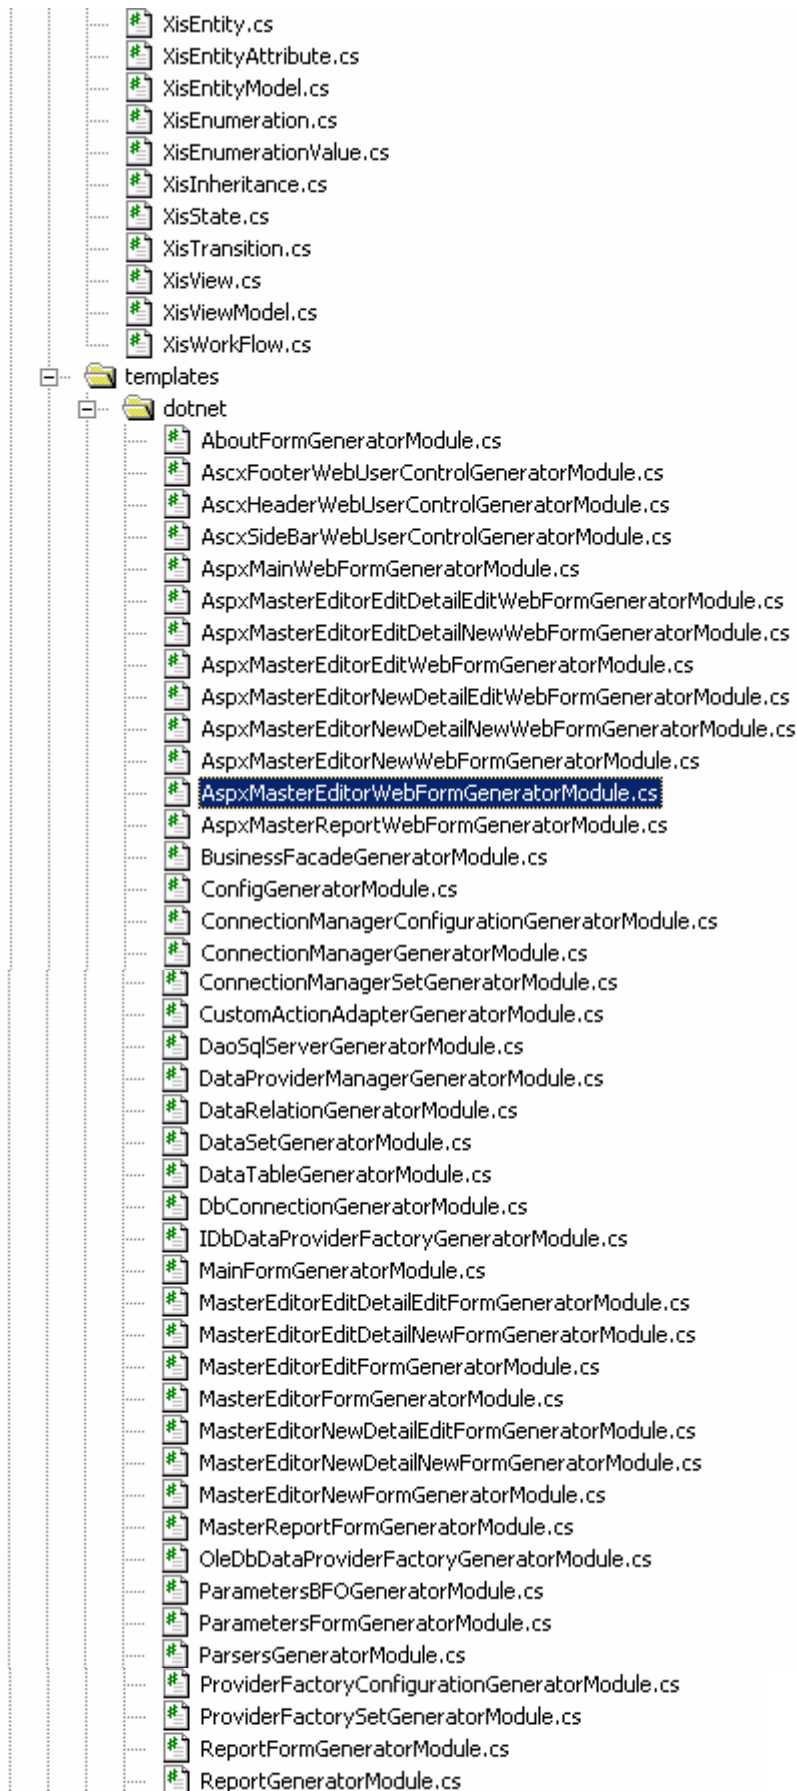 XisEntity.cs
XisEntityAttribute.cs
XisEntityModel.cs
XisEnumeration.cs
XisEnumerationValue.cs
XisInheritance.cs
XisState.cs
XisTransition.cs
XisView.cs
XisViewModel.cs
XisWorkFlow.cs
templates
dotnet
AboutFormGeneratorModule.cs
AscxFooterWebUserControlGeneratorModule.cs
AscxHeaderWebUserControlGeneratorModule.cs
AscxSideBarWebUserControlGeneratorModule.cs
AspxMainWebFormGeneratorModule.cs
AspxMasterEditorEditDetailEditWebFormGeneratorModule.cs
AspxMasterEditorEditDetailNewWebFormGeneratorModule.cs
AspxMasterEditorEditWebFormGeneratorModule.cs
AspxMasterEditorNewDetailEditWebFormGeneratorModule.cs
AspxMasterEditorNewDetailNewWebFormGeneratorModule.cs
AspxMasterEditorNewWebFormGeneratorModule.cs
AspxMasterEditorWebFormGeneratorModule.cs
AspxMasterReportWebFormGeneratorModule.cs
BusinessFacadeGeneratorModule.cs
ConfigGeneratorModule.cs
ConnectionManagerConfigurationGeneratorModule.cs
ConnectionManagerGeneratorModule.cs
ConnectionManagerSetGeneratorModule.cs
CustomActionAdapterGeneratorModule.cs
DaoSqlServerGeneratorModule.cs
DataProviderManagerGeneratorModule.cs
DataRelationGeneratorModule.cs
DataSetGeneratorModule.cs
DataTableGeneratorModule.cs
DbConnectionGeneratorModule.cs
IDbDataProviderFactoryGeneratorModule.cs
MainFormGeneratorModule.cs
MasterEditorEditDetailEditFormGeneratorModule.cs
MasterEditorEditDetailNewFormGeneratorModule.cs
MasterEditorEditFormGeneratorModule.cs
MasterEditorFormGeneratorModule.cs
MasterEditorNewDetailEditFormGeneratorModule.cs
MasterEditorNewDetailNewFormGeneratorModule.cs
MasterEditorNewFormGeneratorModule.cs
MasterReportFormGeneratorModule.cs
OleDbDataProviderFactoryGeneratorModule.cs
ParametersBFOGeneratorModule.cs
ParametersFormGeneratorModule.cs
ParsersGeneratorModule.cs
ProviderFactoryConfigurationGeneratorModule.cs
ProviderFactorySetGeneratorModule.cs
ReportFormGeneratorModule.cs
ReportGeneratorModule.cs